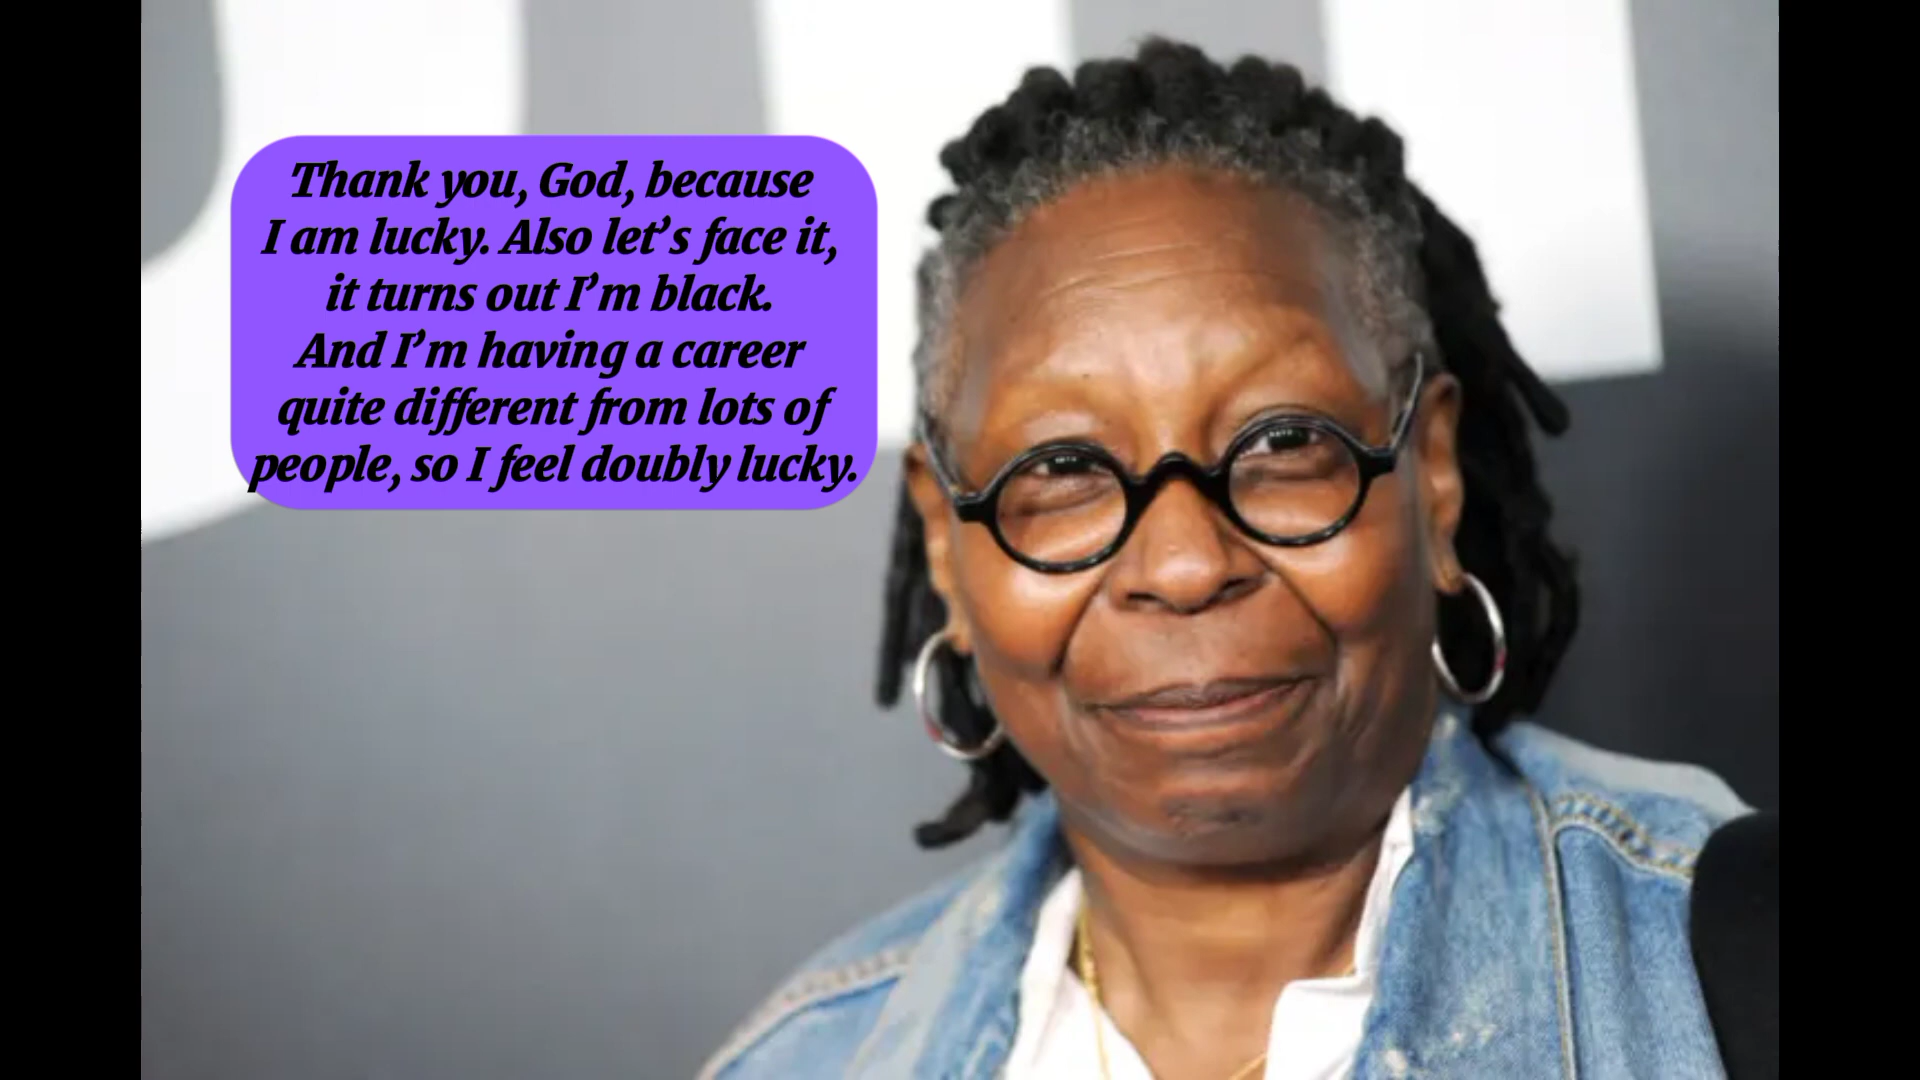 Thank you, God, because
I am lucky. Also let’s face it,
it turns out I’m black.
And I’m having a career
quite different from lots of
people, so I feel doubly lucky.